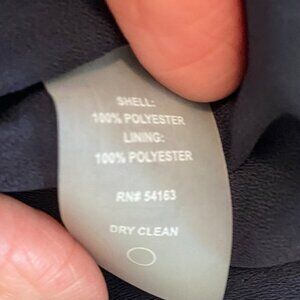 SHELL:
100% POLYESTER
LINING:
100% POLYESTER
RN# 54163
DRY CLEAN